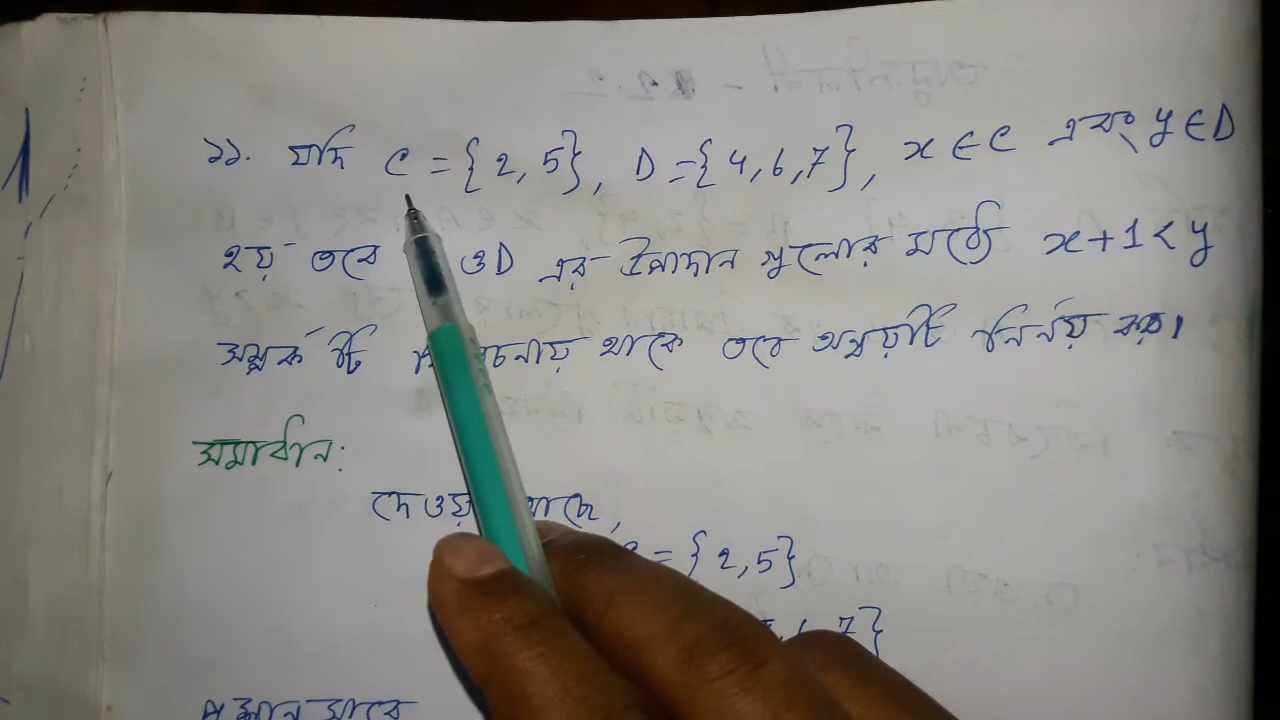 ১১. যদি C = {2, 5}, D = {4, 6, 7}, x ∈ C এবং y ∈ D
হয় তবে ও D এর উপাদান গুলোর মধ্যে x + 1 < y
সম্পর্ক টি থাকে তবে অন্বয়টি নির্ণয় কর।
সমাধান:
দেওয়া আছে,
= {2, 5}
7}